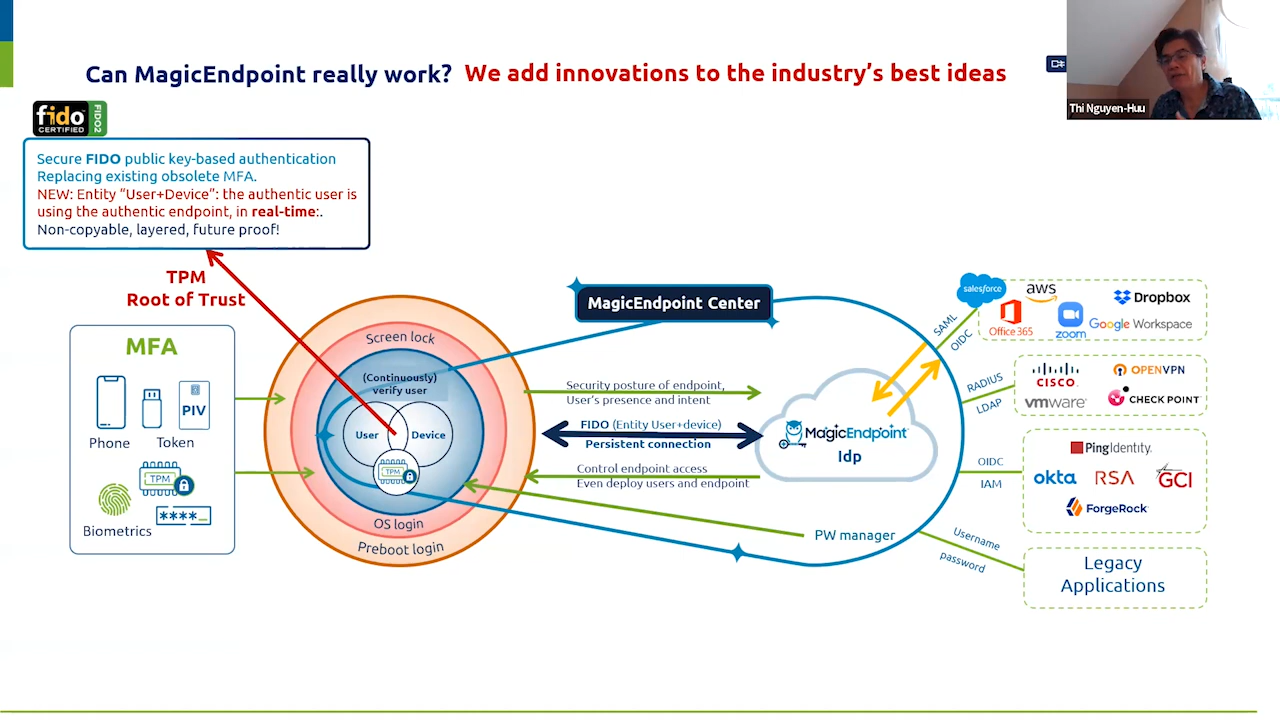 Can MagicEndpoint really work? We add innovations to the industry's best ideas
Thi Nguyen-Huu
fido
CERTIFIED
FIDO2
Secure FIDO public key-based authentication
Replacing existing obsolete MFA.
NEW: Entity “User+Device”: the authentic user is
using the authentic endpoint, in real-time:.
Non-copyable, layered, future proof!
TPM
Root of Trust
MFA
PIV
Phone
Token
TPM
Biometrics
****_
Screen lock
(Continuously)
verify user
User
Device
TPM
OS login
Preboot login
MagicEndpoint Center
Security posture of endpoint,
User's presence and intent
FIDO (Entity User+device)
Persistent connection
Control endpoint access
Even deploy users and endpoint
PW manager
MagicEndpoint
Idp
SAML
OIDC
salesforce
aws
Dropbox
Office 365
zoom
Google Workspace
RADIUS
LDAP
CISCO
OPENVPN
vmware
CHECK POINT
OIDC
IAM
PingIdentity
okta
RSA
GCI
ForgeRock
Username
password
Legacy
Applications